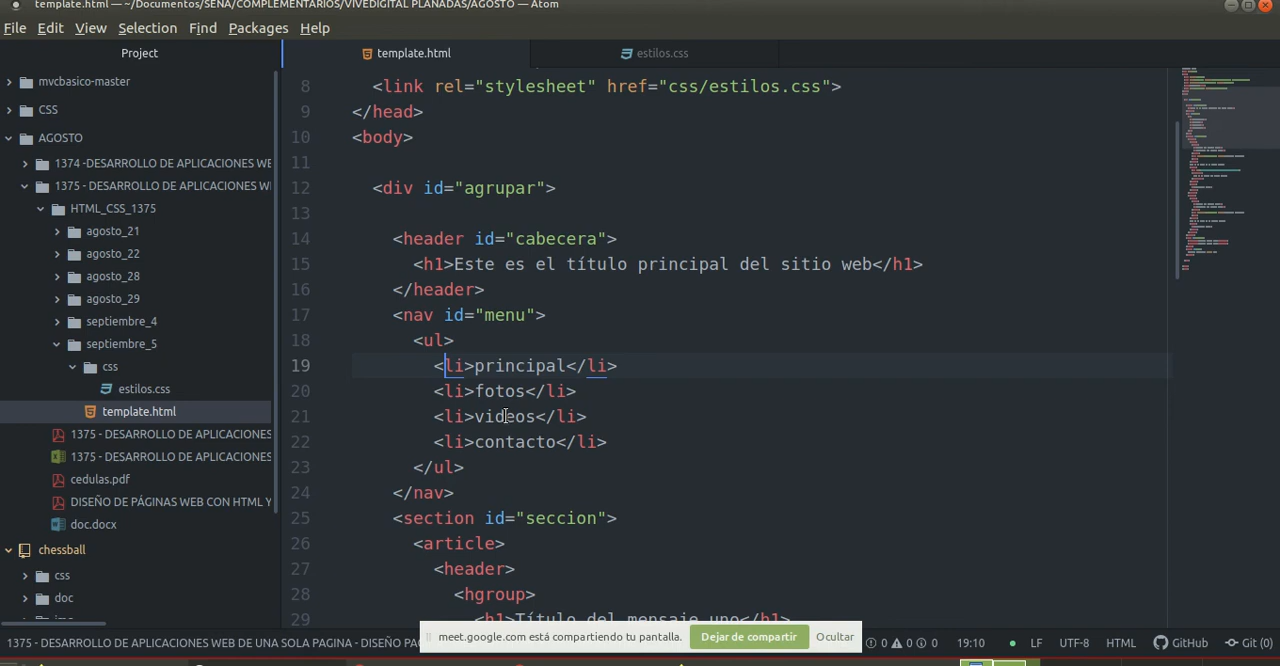 template.html — ~/Documentos/SENA/COMPLEMENTARIOS/VIVEDIGITAL PLANADAS/AGOSTO — Atom
File Edit View Selection Find Packages Help
Project
mvcbasico-master
CSS
AGOSTO
1374 -DESARROLLO DE APLICACIONES WE
1375 - DESARROLLO DE APLICACIONES W
HTML_CSS_1375
agosto_21
agosto_22
agosto_28
agosto_29
septiembre_4
septiembre_5
css
estilos.css
template.html
1375 - DESARROLLO DE APLICACIONES
1375 - DESARROLLO DE APLICACIONES
cedulas.pdf
DISEÑO DE PÁGINAS WEB CON HTML Y
doc.docx
chessball
css
doc
template.html estilos.css
8 <link rel="stylesheet" href="css/estilos.css">
9 </head>
10 <body>
11
12 <div id="agrupar">
13
14 <header id="cabecera">
15 <h1>Este es el título principal del sitio web</h1>
16 </header>
17 <nav id="menu">
18 <ul>
19 <li>principal</li>
20 <li>fotos</li>
21 <li>videos</li>
22 <li>contacto</li>
23 </ul>
24 </nav>
25 <section id="seccion">
26 <article>
27 <header>
28 <hgroup>
29 <h1>Título del mensaje uno</h1>
meet.google.com está compartiendo tu pantalla. Dejar de compartir Ocultar
1375 - DESARROLLO DE APLICACIONES WEB DE UNA SOLA PAGINA - DISEÑO PÁ 0 0 0 19:10 LF UTF-8 HTML GitHub Git (0)